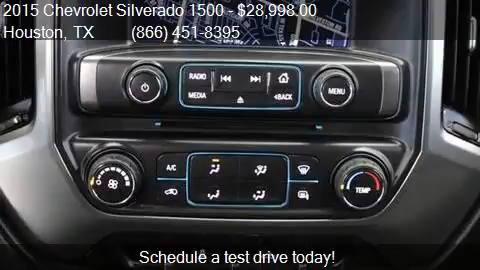 2015 Chevrolet Silverado 1500 - $28,998.00
Houston, TX (866) 451-8395
RADIO
MEDIA
<BACK
MENU
A/C
TEMP
Schedule a test drive today!